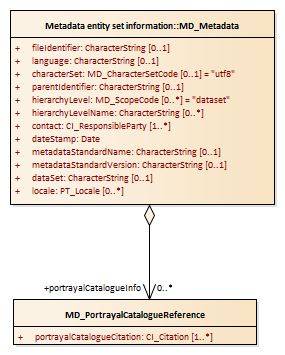 Metadata entity set information::MD_Metadata
+ fileIdentifier: CharacterString [0..1]
+ language: CharacterString [0..1]
+ characterSet: MD_CharacterSetCode [0..1] = "utf8"
+ parentIdentifier: CharacterString [0..1]
+ hierarchyLevel: MD_ScopeCode [0..*] = "dataset"
+ hierarchyLevelName: CharacterString [0..*]
+ contact: CI_ResponsibleParty [1..*]
+ dateStamp: Date
+ metadataStandardName: CharacterString [0..1]
+ metadataStandardVersion: CharacterString [0..1]
+ dataSet: CharacterString [0..1]
+ locale: PT_Locale [0..*]
+portrayalCatalogueInfo 0..*
MD_PortrayalCatalogueReference
+ portrayalCatalogueCitation: CI_Citation [1..*]